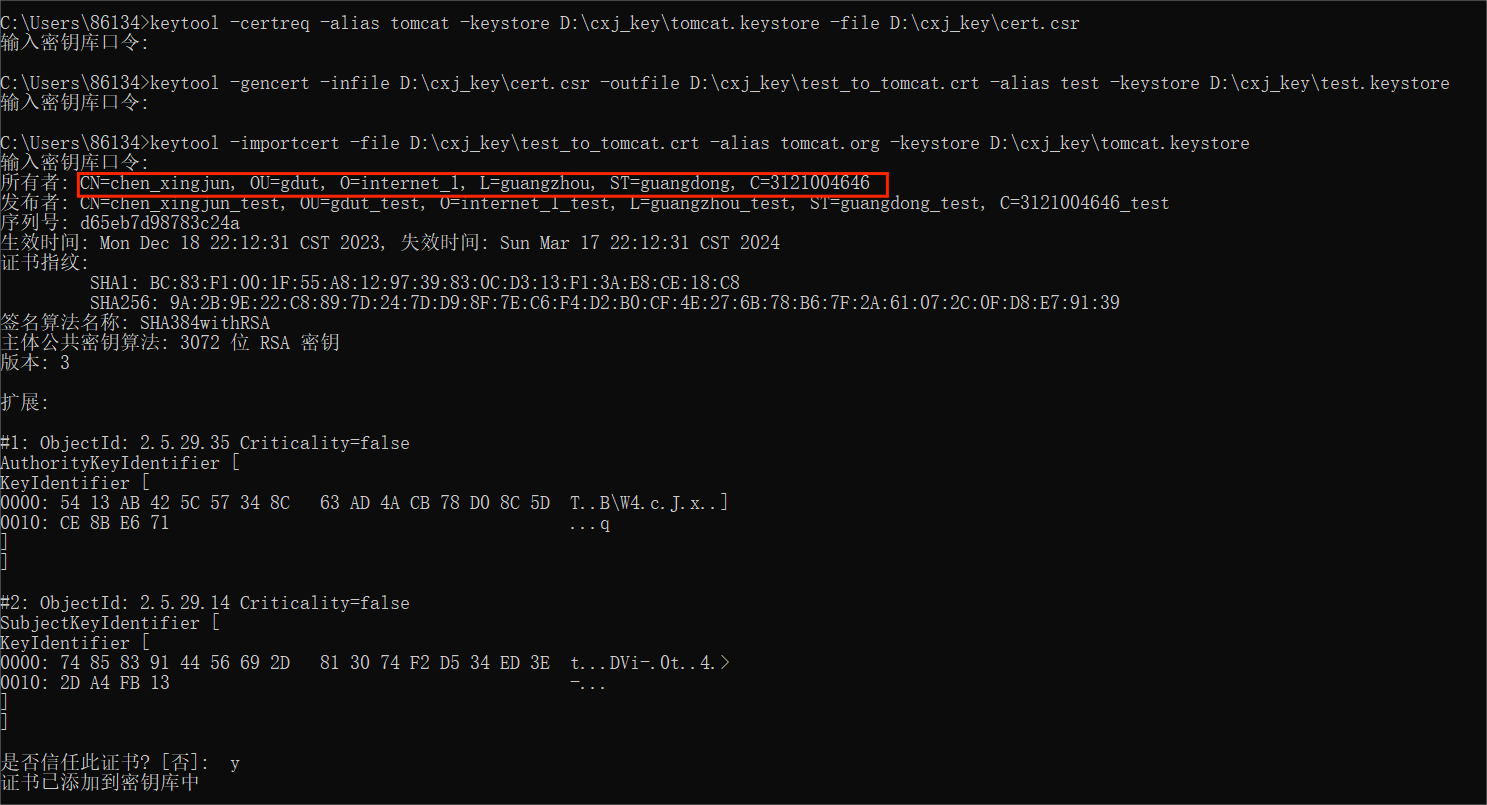 C:\Users\86134>keytool -certreq -alias tomcat -keystore D:\cxj_key\tomcat.keystore -file D:\cxj_key\cert.csr
输入密钥库口令:
C:\Users\86134>keytool -gencert -infile D:\cxj_key\cert.csr -outfile D:\cxj_key\test_to_tomcat.crt -alias test -keystore D:\cxj_key\test.keystore
输入密钥库口令:
C:\Users\86134>keytool -importcert -file D:\cxj_key\test_to_tomcat.crt -alias tomcat.org -keystore D:\cxj_key\tomcat.keystore
输入密钥库口令:
所有者: CN=chen_xingjun, OU=gdut, O=internet_1, L=guangzhou, ST=guangdong, C=3121004646
发布者: CN=chen_xingjun_test, OU=gdut_test, O=internet_1_test, L=guangzhou_test, ST=guangdong_test, C=3121004646_test
序列号: d65eb7d98783c24a
生效时间: Mon Dec 18 22:12:31 CST 2023, 失效时间: Sun Mar 17 22:12:31 CST 2024
证书指纹:
SHA1: BC:83:F1:00:1F:55:A8:12:97:39:83:0C:D3:13:F1:3A:E8:CE:18:C8
SHA256: 9A:2B:9E:22:C8:89:7D:24:7D:D9:8F:7E:C6:F4:D2:B0:CF:4E:27:6B:78:B6:7F:2A:61:07:2C:0F:D8:E7:91:39
签名算法名称: SHA384withRSA
主体公共密钥算法: 3072 位 RSA 密钥
版本: 3
扩展:
#1: ObjectId: 2.5.29.35 Criticality=false
AuthorityKeyIdentifier [
KeyIdentifier [
0000: 54 13 AB 42 5C 57 34 8C   63 AD 4A CB 78 D0 8C 5D  T..B\W4.c.J.x..]
0010: CE 8B E6 71                                        ...q
]
]
#2: ObjectId: 2.5.29.14 Criticality=false
SubjectKeyIdentifier [
KeyIdentifier [
0000: 74 85 83 91 44 56 69 2D   81 30 74 F2 D5 34 ED 3E  t...DVi-.0t..4.>
0010: 2D A4 FB 13                                        -...
]
]
是否信任此证书? [否]:  y
证书已添加到密钥库中